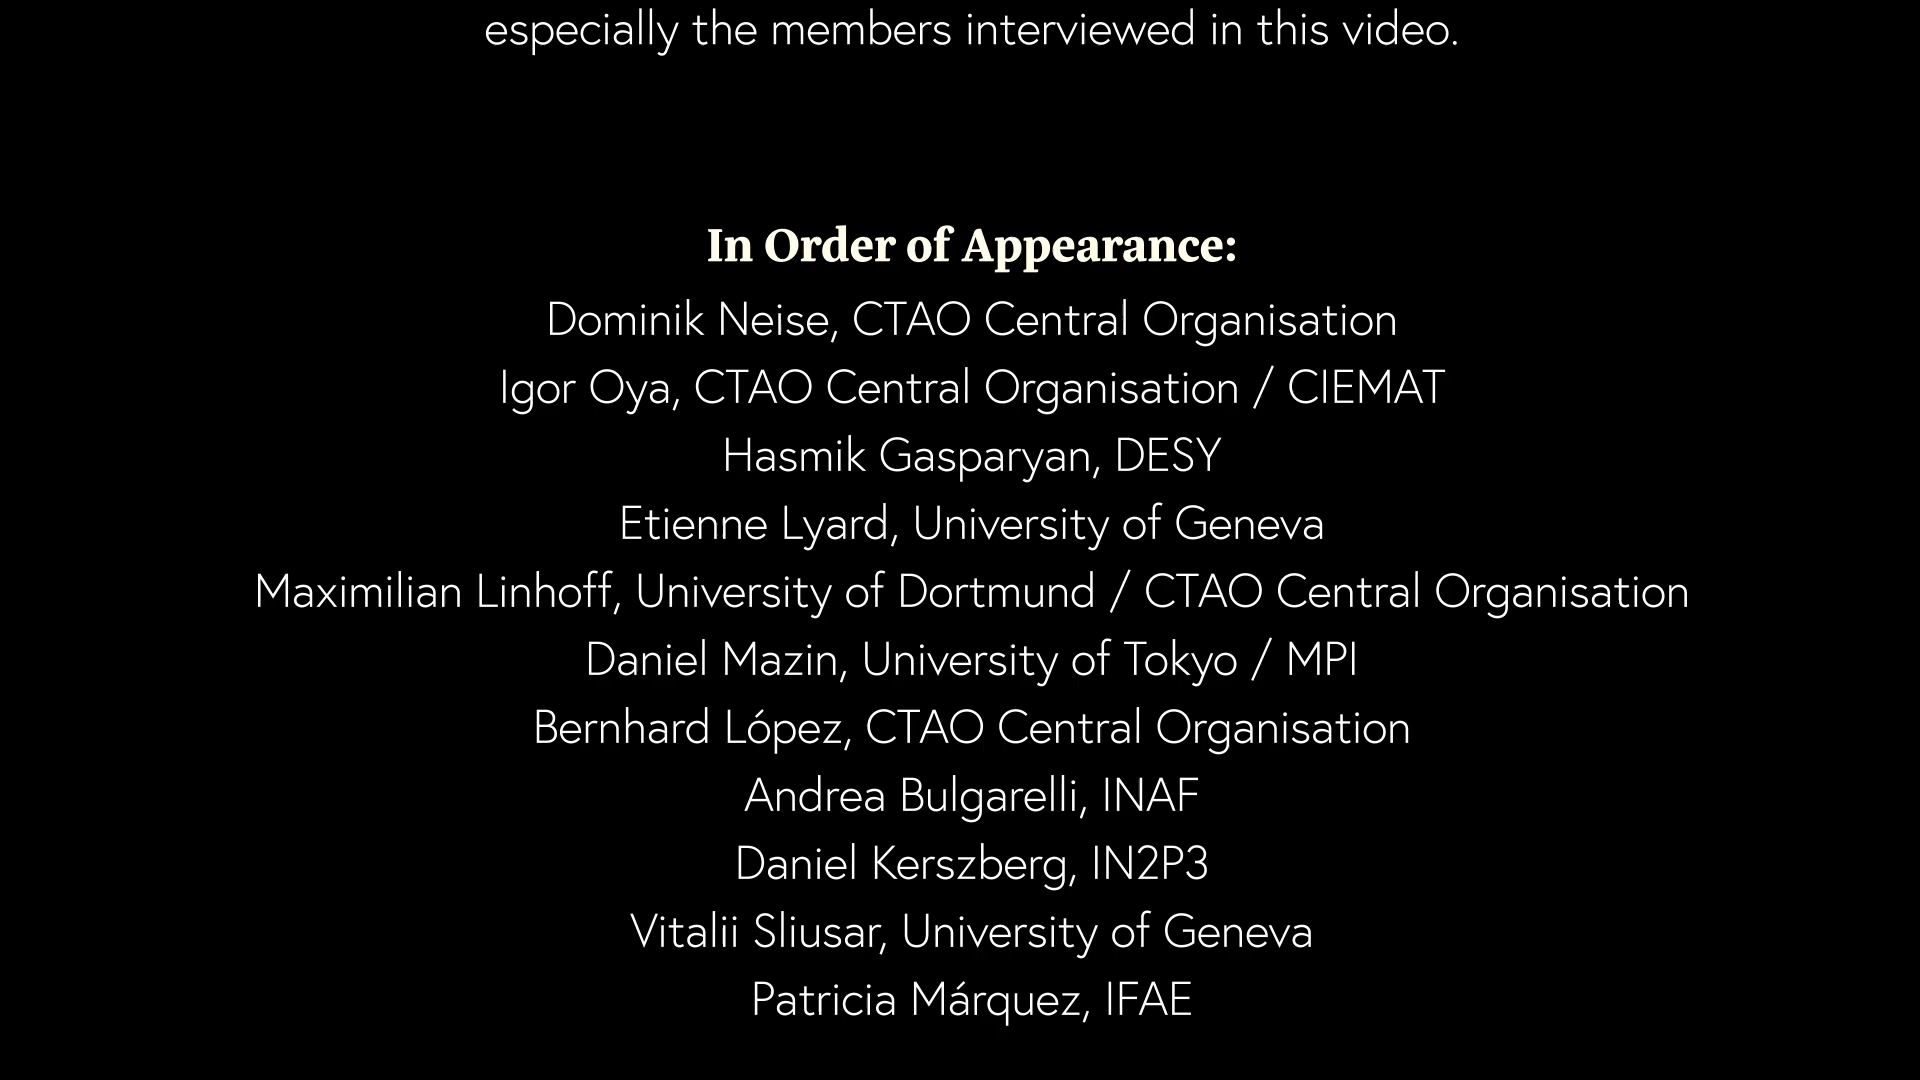 especially the members interviewed in this video.
In Order of Appearance:
Dominik Neise, CTAO Central Organisation
Igor Oya, CTAO Central Organisation / CIEMAT
Hasmik Gasparyan, DESY
Etienne Lyard, University of Geneva
Maximilian Linhoff, University of Dortmund / CTAO Central Organisation
Daniel Mazin, University of Tokyo / MPI
Bernhard López, CTAO Central Organisation
Andrea Bulgarelli, INAF
Daniel Kerszberg, IN2P3
Vitalii Sliusar, University of Geneva
Patricia Márquez, IFAE